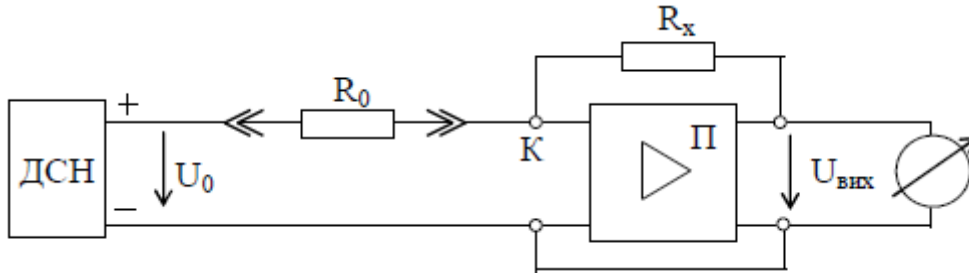 Rₓ
+
R₀
К
П
ДСН
U₀
Uвих
–